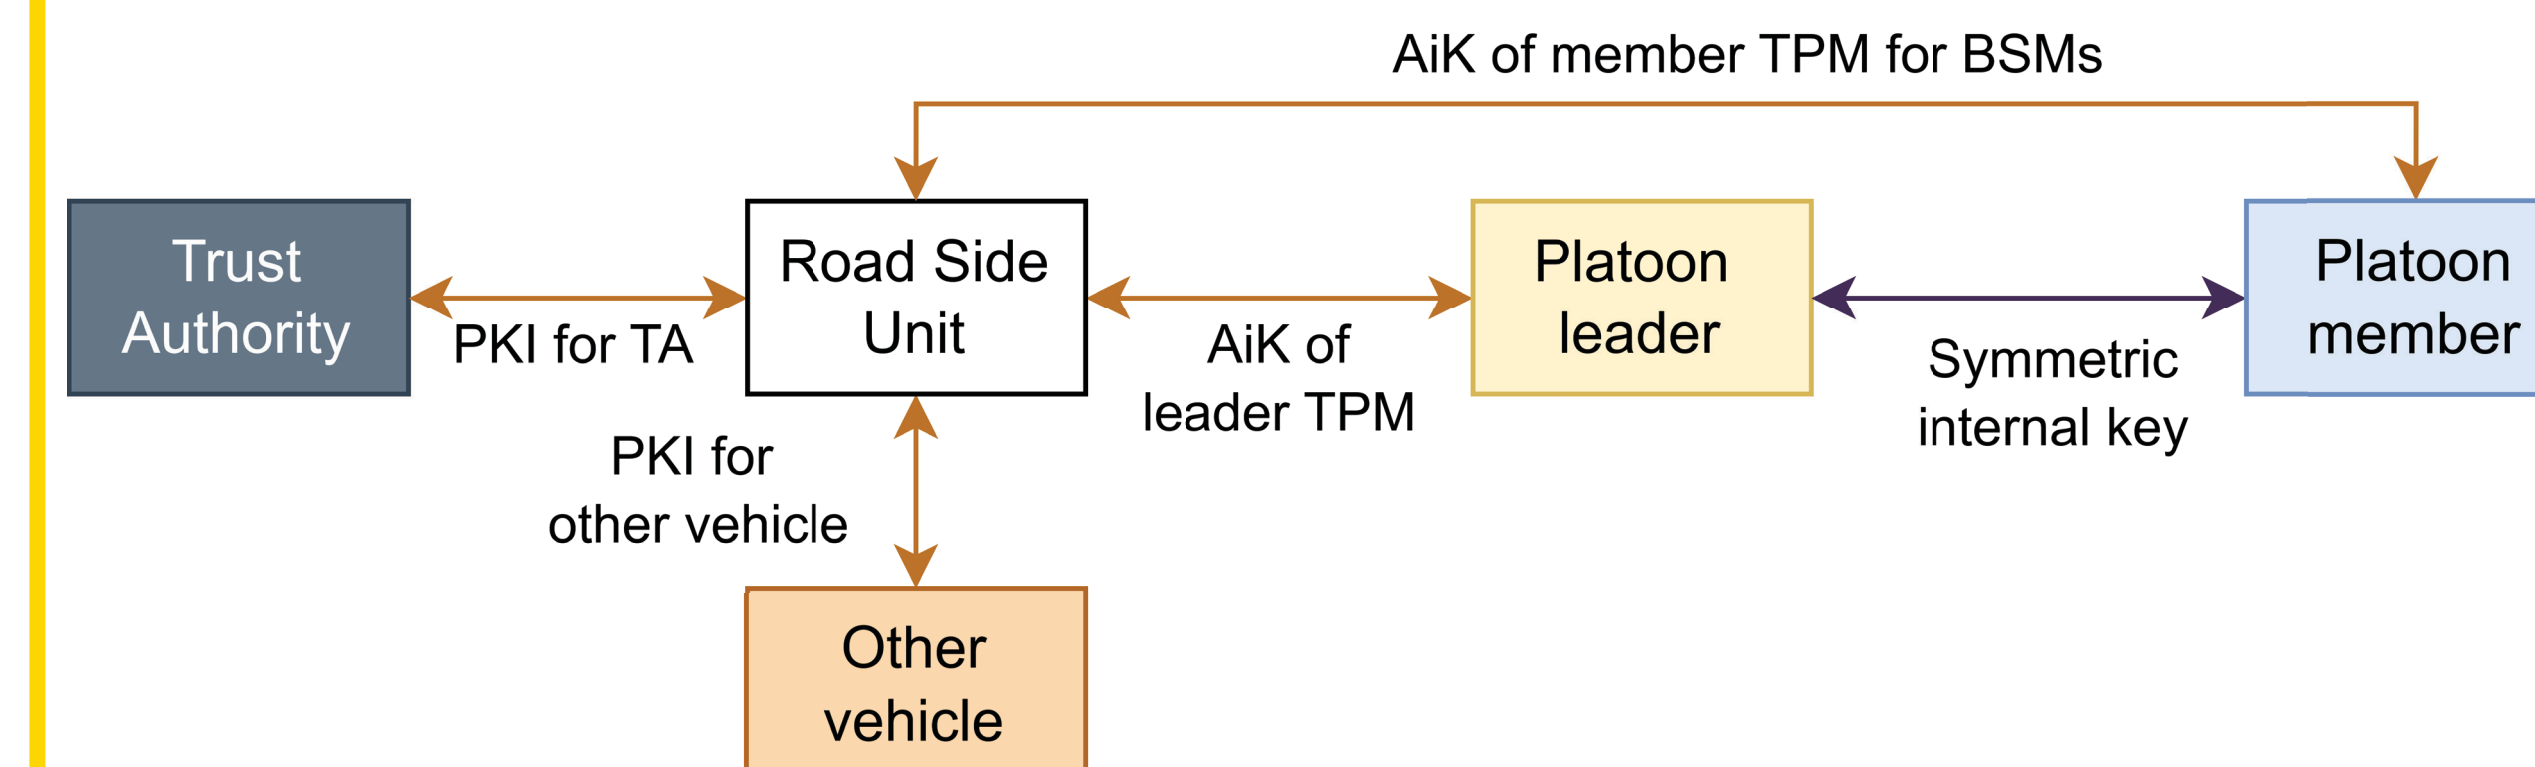 AiK of member TPM for BSMs
Trust
Authority
PKI for TA
Road Side
Unit
AiK of
leader TPM
Platoon
leader
Symmetric
internal key
Platoon
member
PKI for
other vehicle
Other
vehicle